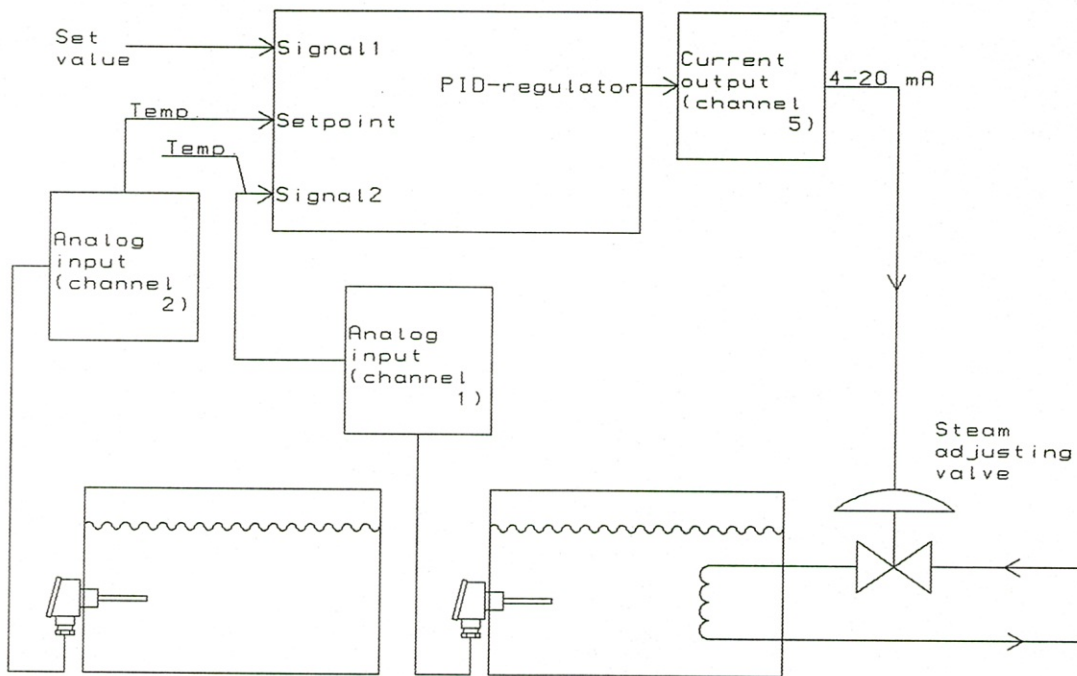 Set
value
Signal1
PID-regulator
Current
output
(channel
5)
4-20 mA
Temp.
Setpoint
Temp.
Signal2
Analog
input
(channel
2)
Analog
input
(channel
1)
Steam
adjusting
valve